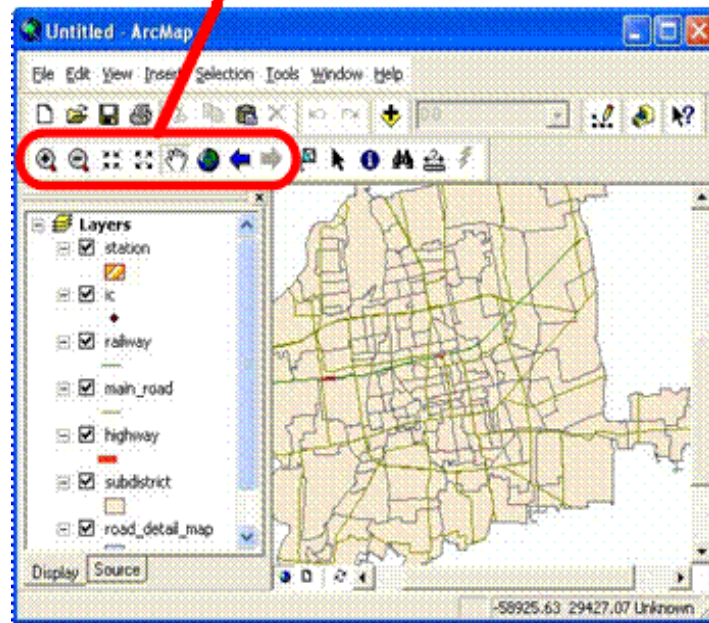 Untitled - ArcMap
File Edit View Insert Selection Tools Window Help
Layers
station
ic
railway
main_road
highway
subdistrict
road_detail_map
Display Source
-58925.63 29427.07 Unknown